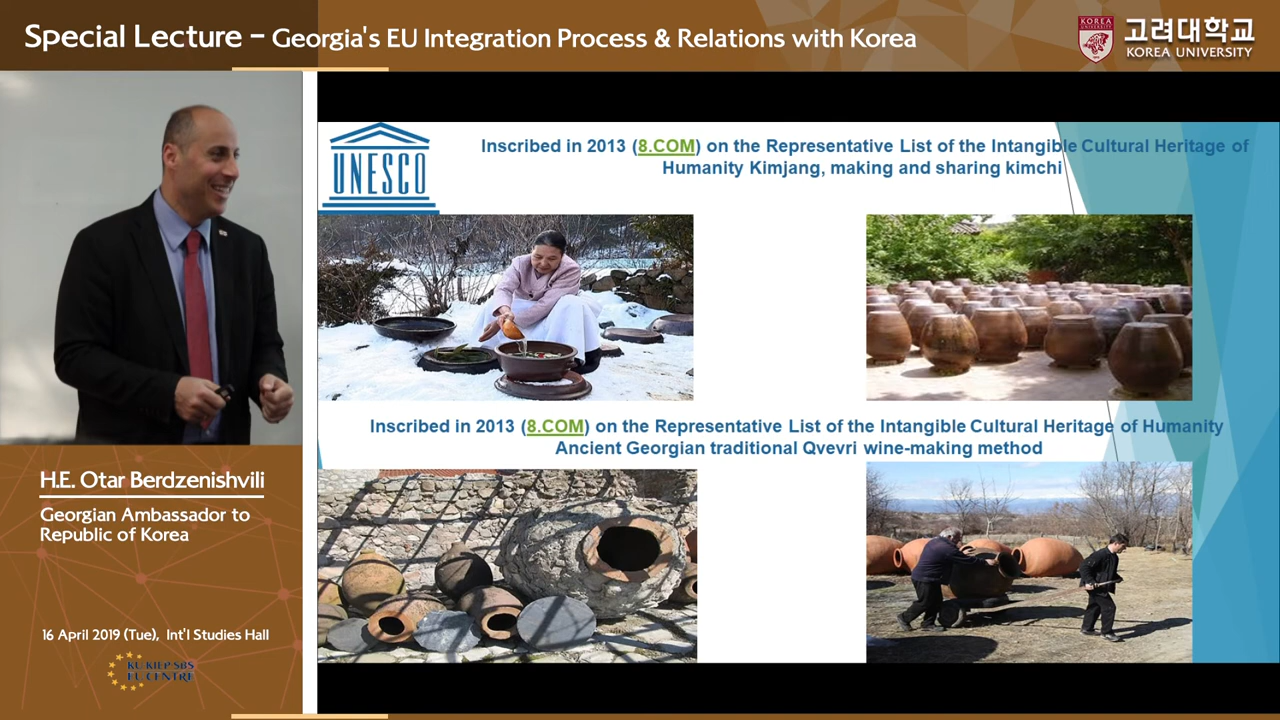 Special Lecture - Georgia's EU Integration Process & Relations with Korea
KOREA
고려대학교
KOREA UNIVERSITY
UNESCO
Inscribed in 2013 (8.COM) on the Representative List of the Intangible Cultural Heritage of
Humanity Kimjang, making and sharing kimchi
Inscribed in 2013 (8.COM) on the Representative List of the Intangible Cultural Heritage of Humanity
Ancient Georgian traditional Qvevri wine-making method
H.E. Otar Berdzenishvili
Georgian Ambassador to
Republic of Korea
16 April 2019 (Tue), Int'l Studies Hall
KU-KIEP-SBS
EU CENTRE